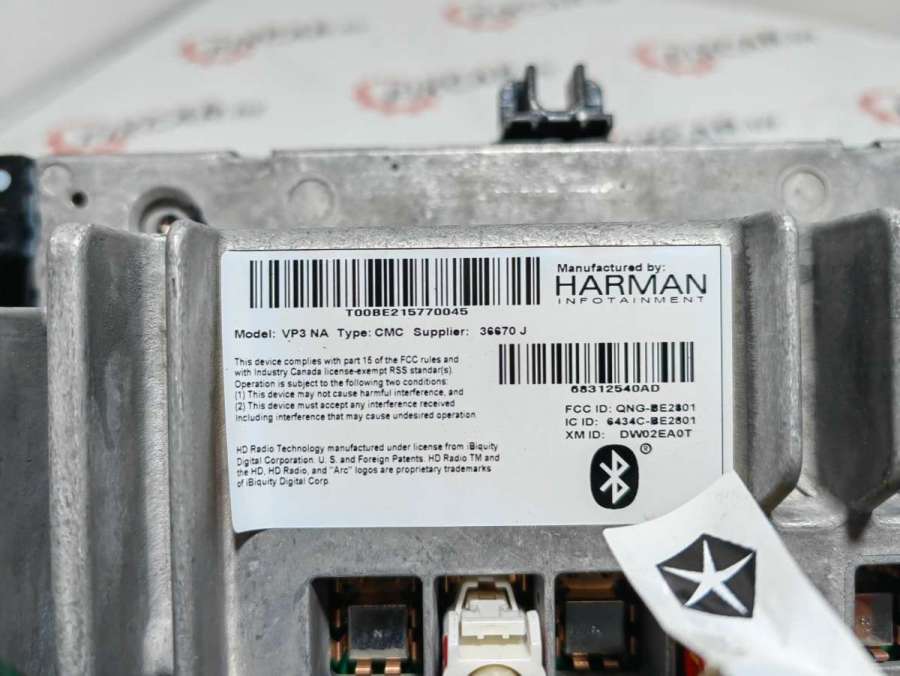 T00BE215770045
Manufactured by:
HARMAN
INFOTAINMENT
Model: VP3 NA Type: CMC Supplier: 36670 J
68312540AD
This device complies with part 15 of the FCC rules and
with Industry Canada license-exempt RSS standar(s).
Operation is subject to the following two conditions:
(1) This device may not cause harmful interference, and
(2) This device must accept any interference received
Including interference that may cause undesired operation
FCC ID: QNG-BE2801
IC ID: 6434C-BE2801
XM ID: DW02EA0T
HD Radio Technology manufactured under license from iBiquity
Digital Corporation. U. S. and Foreign Patents. HD Radio TM and
the HD, HD Radio, and "Arc" logos are proprietary trademarks
of iBiquity Digital Corp.
®